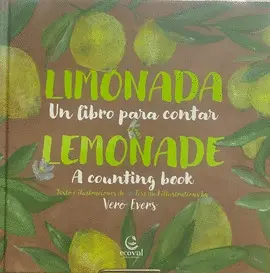 LIMONADA
Un libro para contar
LEMONADE
A counting book
Texto e ilustraciones de • Text and illustrations by
Vero Evers
ecoval